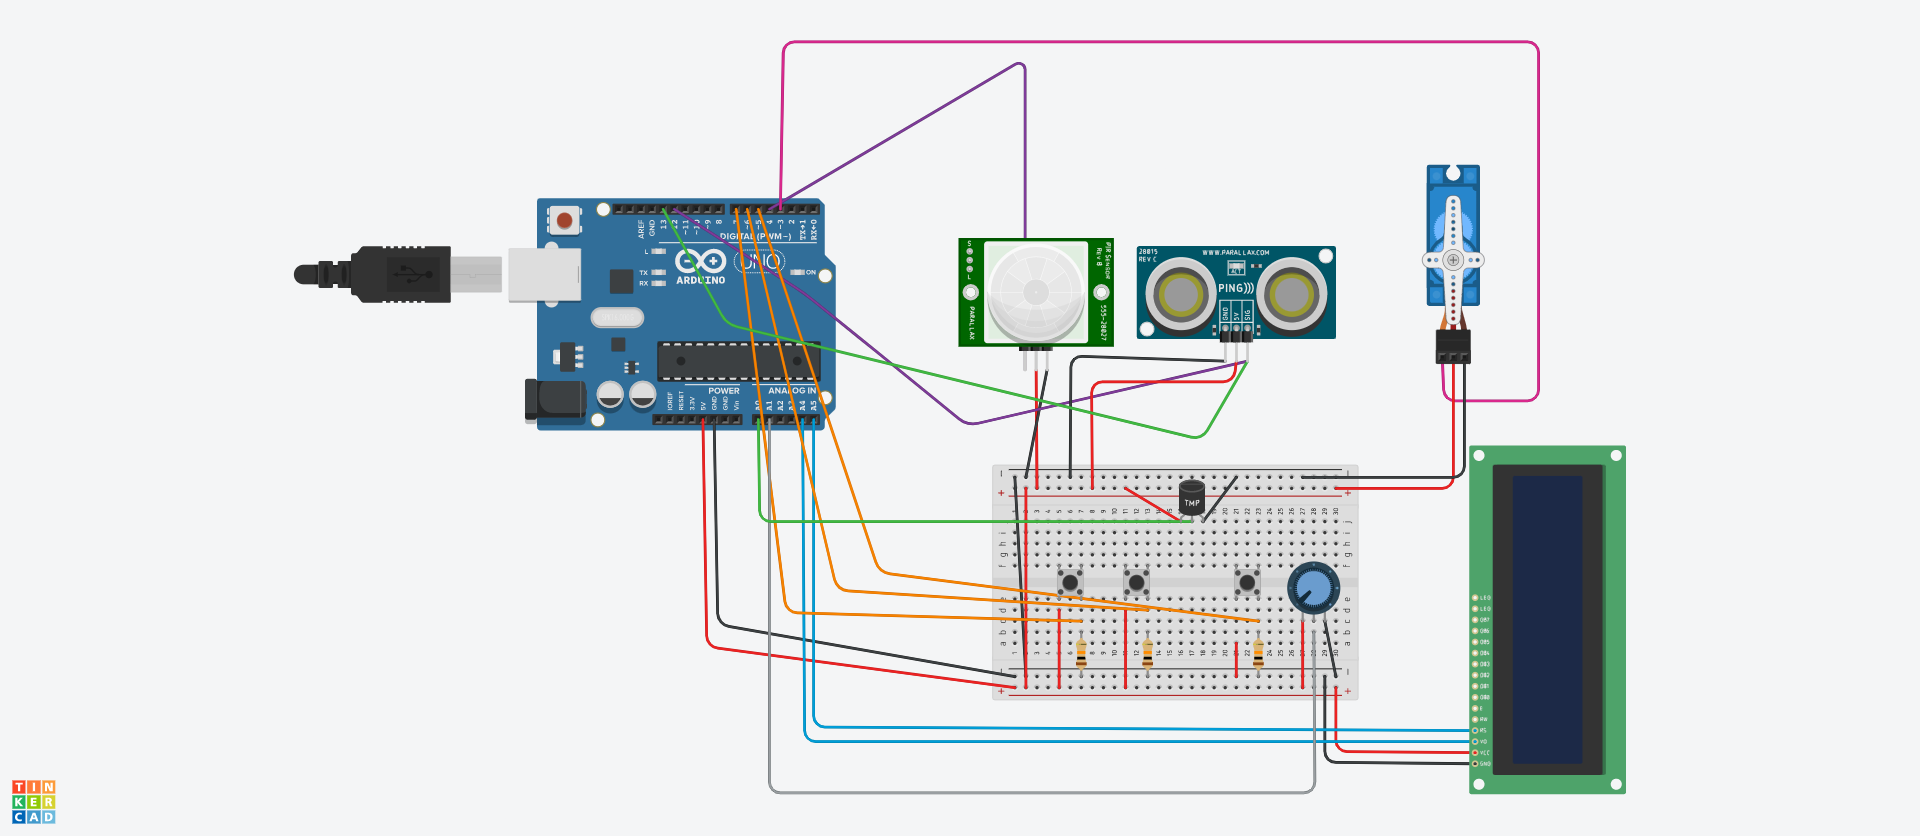 AREF
GND
13
12
~11
~10
~9
8
7
~6
~5
4
~3
2
TX→1
RX←0
DIGITAL (PWM~)
L
TX
RX
UNO
ON
ARDUINO
POWER
ANALOG IN
IOREF
RESET
3.3V
5V
GND
GND
Vin
A0
A1
A2
A3
A4
A5
S
L
PIR Sensor
Rev B
PARALLAX
555-28027
28015
REV C
WWW.PARALLAX.COM
ACT
PING)))
GND
5V
SIG
TMP
LED
LED
DB7
DB6
DB5
DB4
DB3
DB2
DB1
DB0
E
RW
RS
VO
VCC
GND
TIN
KER
CAD